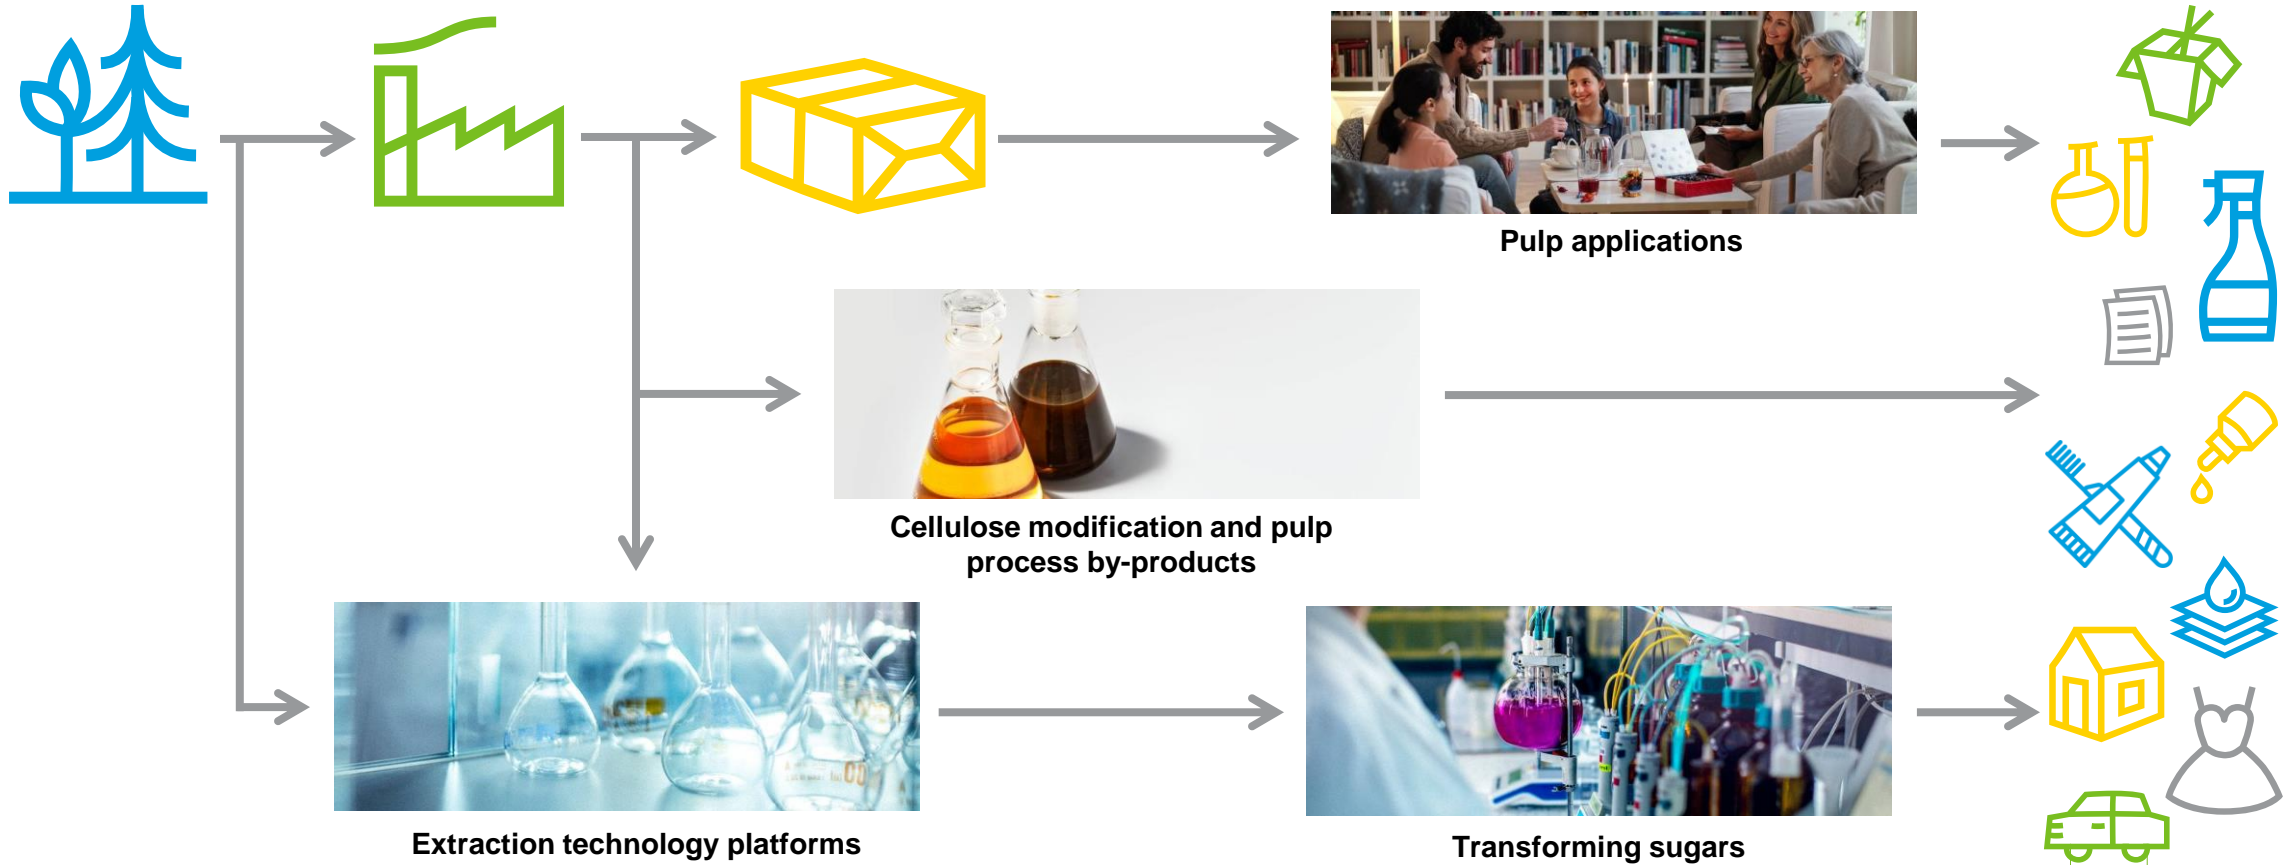 Pulp applications
Cellulose modification and pulp
process by-products
Extraction technology platforms
Transforming sugars